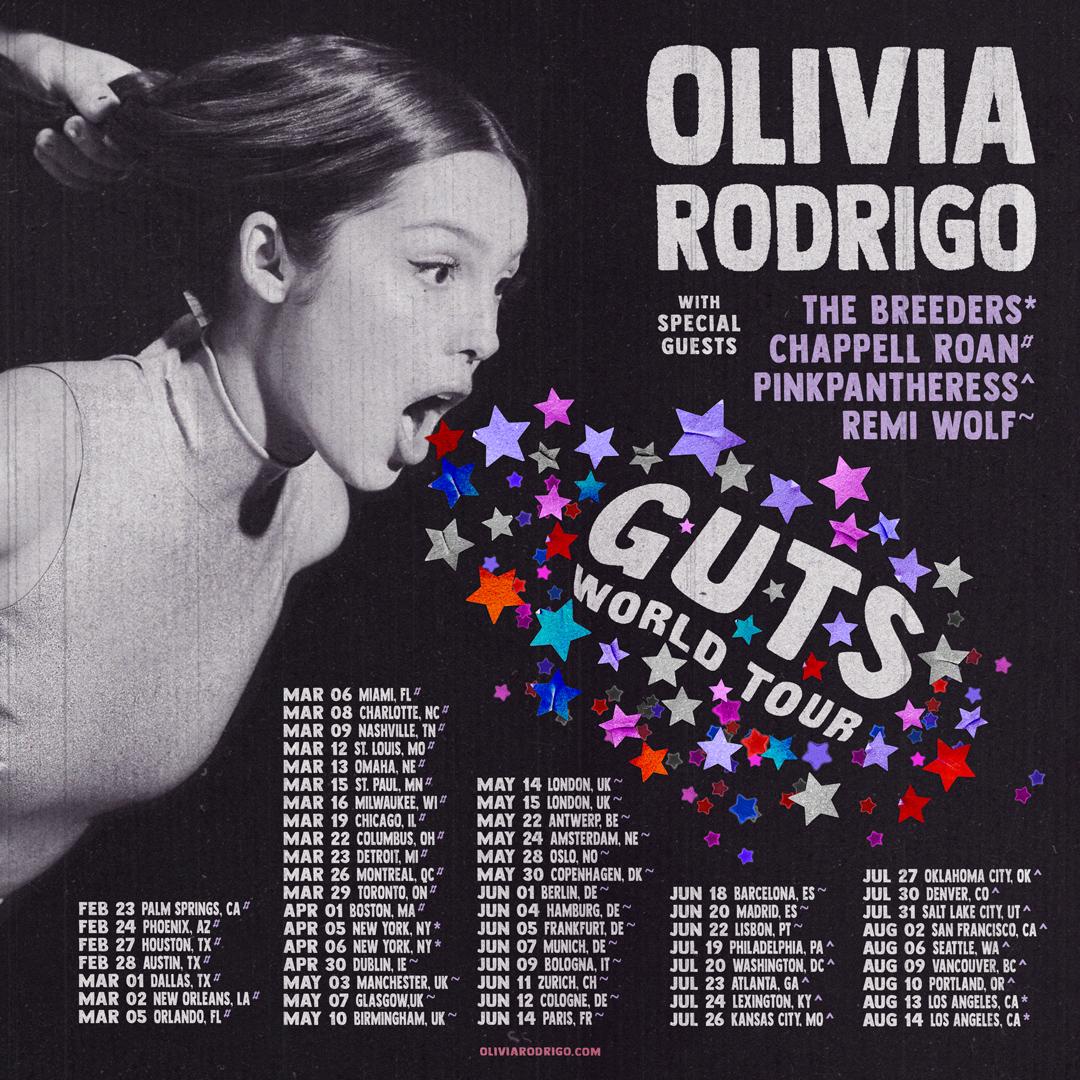 OLIVIA
RODRIGO
WITH
SPECIAL
GUESTS
THE BREEDERS*
CHAPPELL ROAN#
PINKPANTHERESS^
REMI WOLF~
GUTS
WORLD TOUR
FEB 23 PALM SPRINGS, CA#
FEB 24 PHOENIX, AZ#
FEB 27 HOUSTON, TX#
FEB 28 AUSTIN, TX#
MAR 01 DALLAS, TX#
MAR 02 NEW ORLEANS, LA#
MAR 05 ORLANDO, FL#
MAR 06 MIAMI, FL#
MAR 08 CHARLOTTE, NC#
MAR 09 NASHVILLE, TN#
MAR 12 ST. LOUIS, MO#
MAR 13 OMAHA, NE#
MAR 15 ST. PAUL, MN#
MAR 16 MILWAUKEE, WI#
MAR 19 CHICAGO, IL#
MAR 22 COLUMBUS, OH#
MAR 23 DETROIT, MI#
MAR 26 MONTREAL, QC#
MAR 29 TORONTO, ON#
APR 01 BOSTON, MA#
APR 05 NEW YORK, NY*
APR 06 NEW YORK, NY*
APR 30 DUBLIN, IE~
MAY 03 MANCHESTER, UK~
MAY 07 GLASGOW,UK~
MAY 10 BIRMINGHAM, UK~
MAY 14 LONDON, UK~
MAY 15 LONDON, UK~
MAY 22 ANTWERP, BE~
MAY 24 AMSTERDAM, NE~
MAY 28 OSLO, NO~
MAY 30 COPENHAGEN, DK~
JUN 01 BERLIN, DE~
JUN 04 HAMBURG, DE~
JUN 05 FRANKFURT, DE~
JUN 07 MUNICH, DE~
JUN 09 BOLOGNA, IT~
JUN 11 ZURICH, CH~
JUN 12 COLOGNE, DE~
JUN 14 PARIS, FR~
JUN 18 BARCELONA, ES~
JUN 20 MADRID, ES~
JUN 22 LISBON, PT~
JUL 19 PHILADELPHIA, PA^
JUL 20 WASHINGTON, DC^
JUL 23 ATLANTA, GA^
JUL 24 LEXINGTON, KY^
JUL 26 KANSAS CITY, MO^
JUL 27 OKLAHOMA CITY, OK^
JUL 30 DENVER, CO^
JUL 31 SALT LAKE CITY, UT^
AUG 02 SAN FRANCISCO, CA^
AUG 06 SEATTLE, WA^
AUG 09 VANCOUVER, BC^
AUG 10 PORTLAND, OR^
AUG 13 LOS ANGELES, CA*
AUG 14 LOS ANGELES, CA*
OLIVIARODRIGO.COM